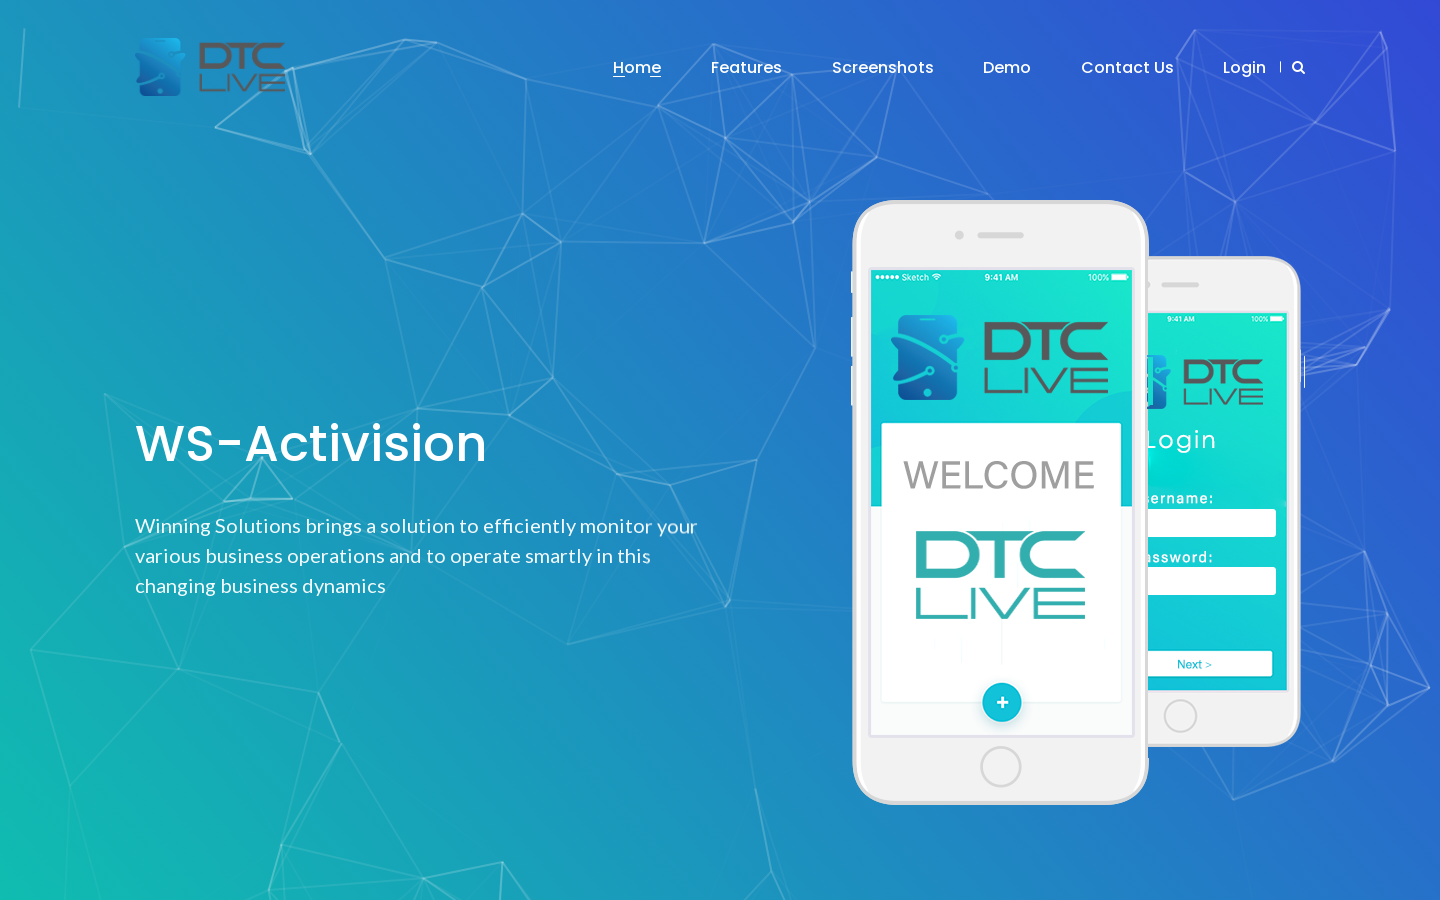 DTC
LIVE
Home
Features
Screenshots
Demo
Contact Us
Login
WS-Activision
Winning Solutions brings a solution to efficiently monitor your
various business operations and to operate smartly in this
changing business dynamics
Sketch
9:41 AM
100%
DTC
LIVE
WELCOME
DTC
LIVE
+
9:41 AM
100%
DTC
LIVE
Login
sername:
assword:
Next >